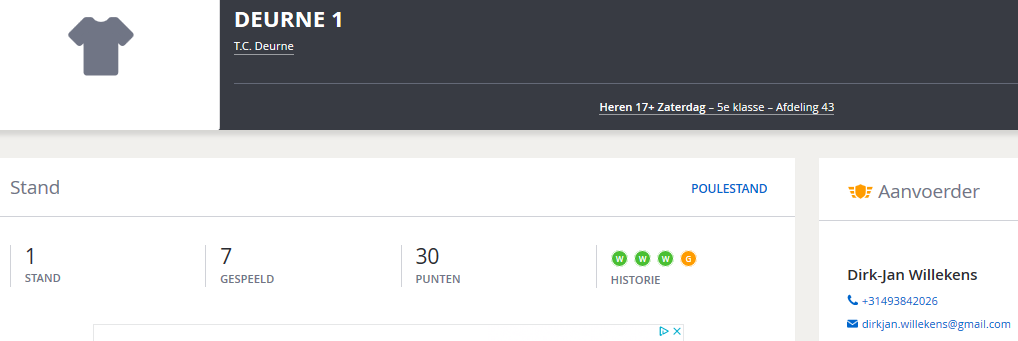 DEURNE 1
T.C. Deurne
Heren 17+ Zaterdag – 5e klasse – Afdeling 43
Stand
POULESTAND
1
STAND
7
GESPEELD
30
PUNTEN
W W W G
HISTORIE
Aanvoerder
Dirk-Jan Willekens
+31493842026
dirkjan.willekens@gmail.com